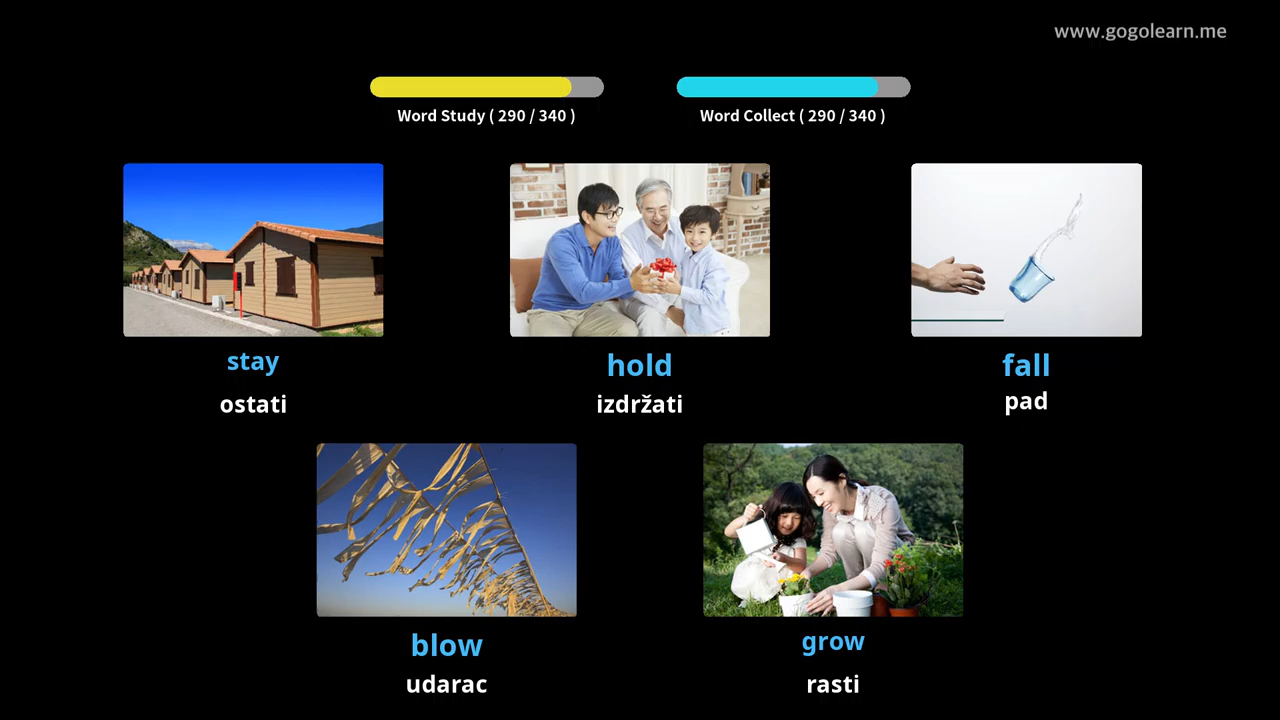 www.gogolearn.me
Word Study ( 290 / 340 )
Word Collect ( 290 / 340 )
stay
ostati
hold
izdržati
fall
pad
blow
udarac
grow
rasti